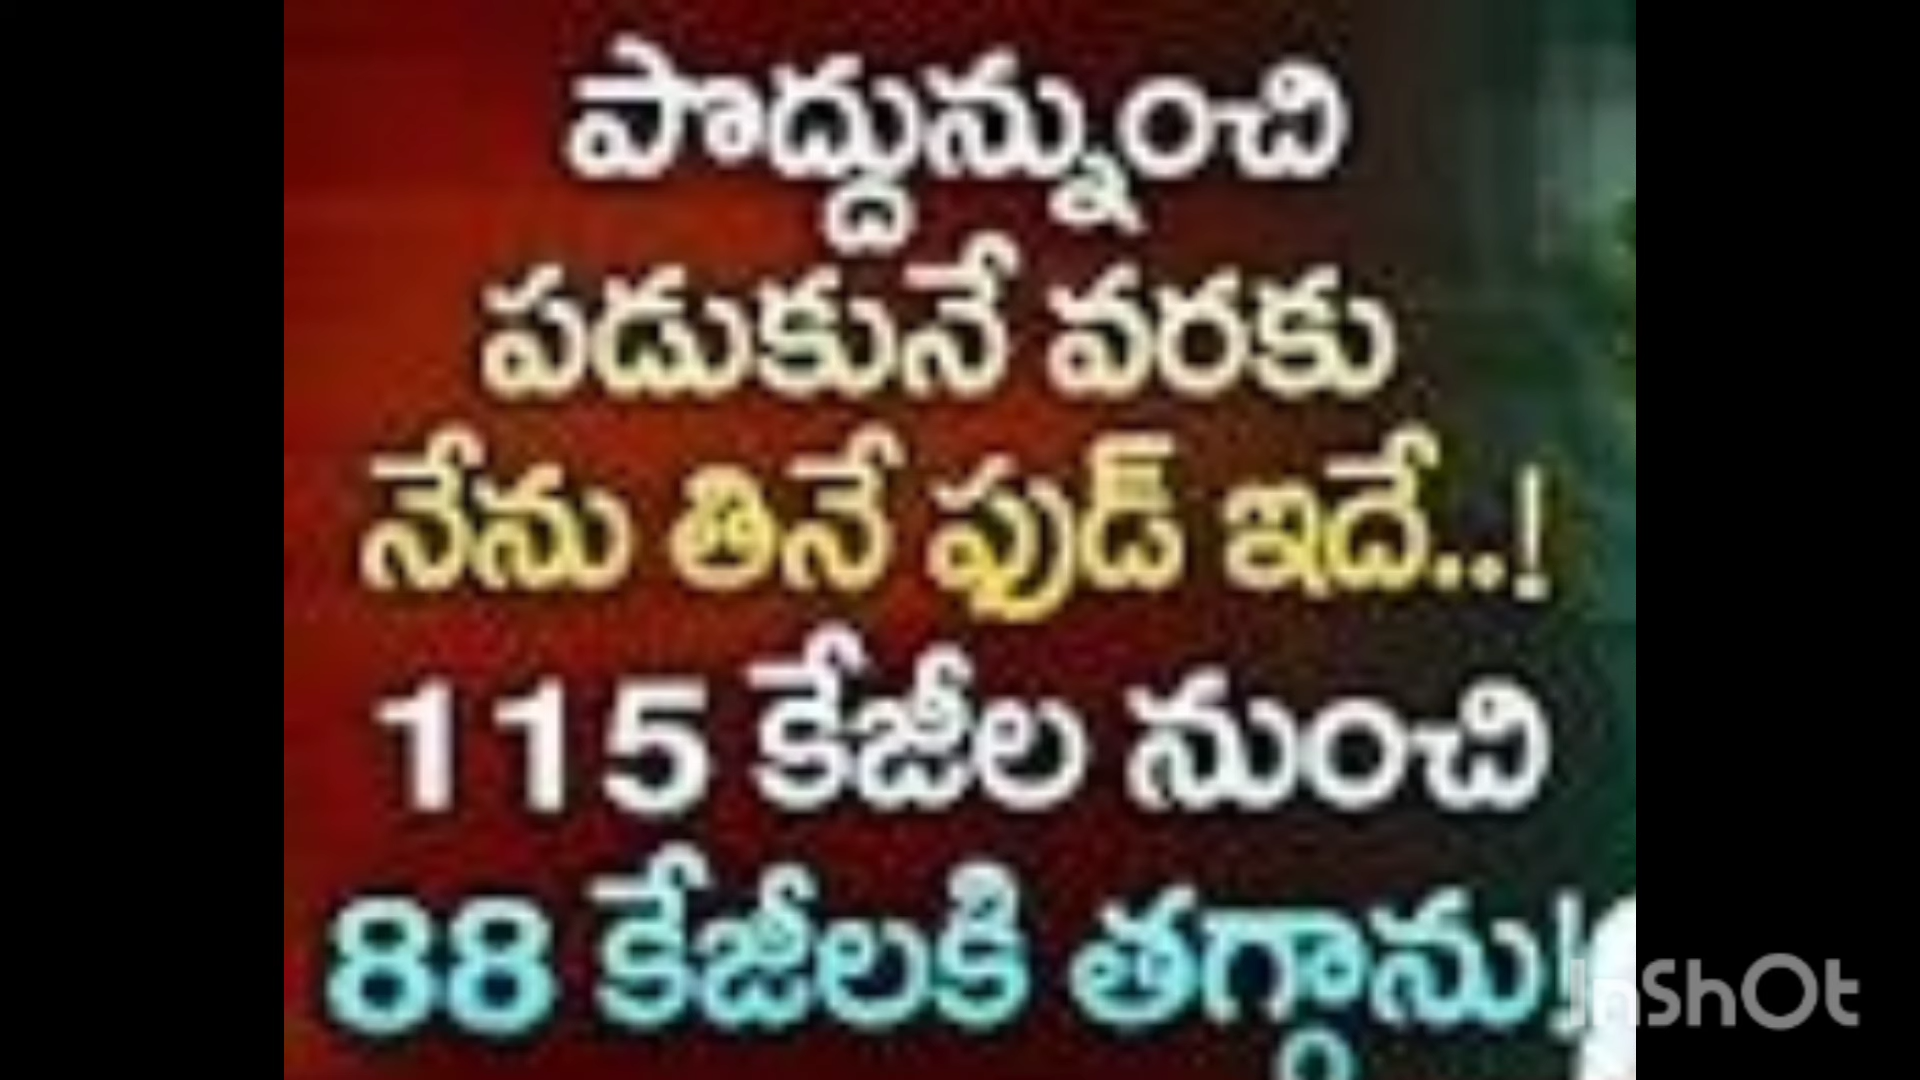 పొద్దున్నుంచి
పడుకునే వరకు
నేను తినే ఫుడ్ ఇదే..!
115 కేజీల నుంచి
88 కేజీలకి తగ్గాను!
InShOt